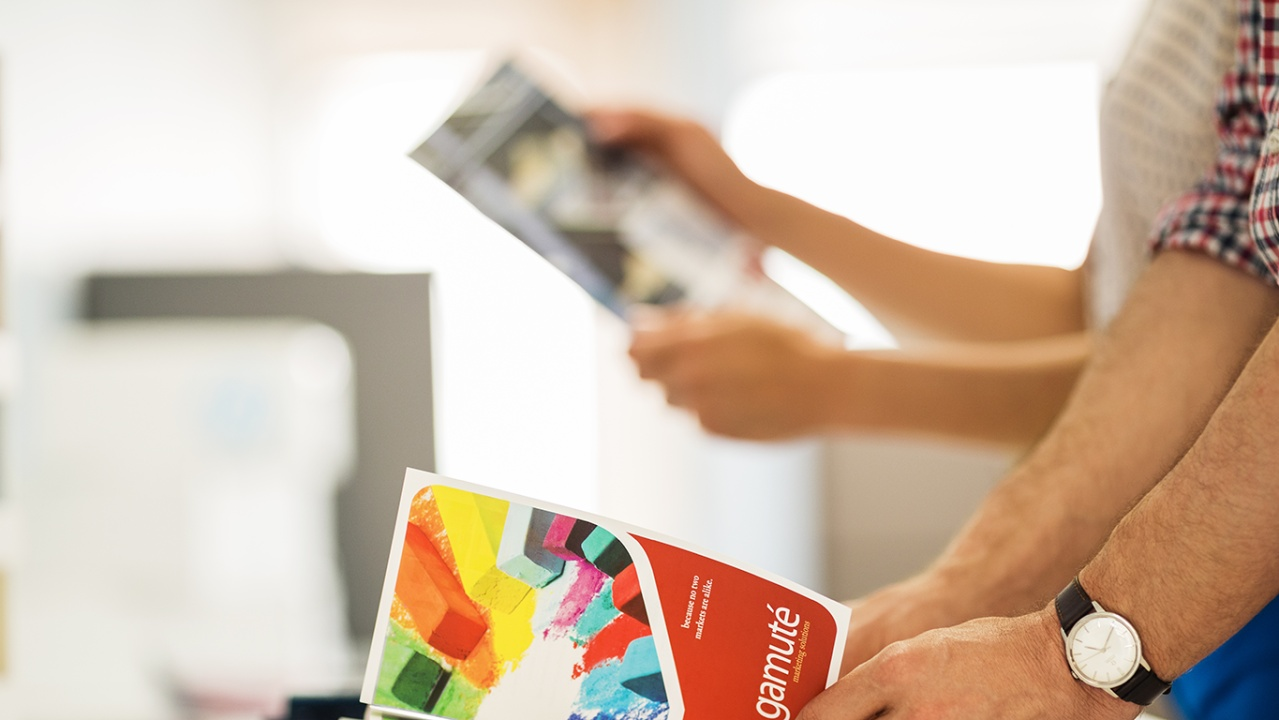 because no two
markets are alike.
gamuté
marketing solutions